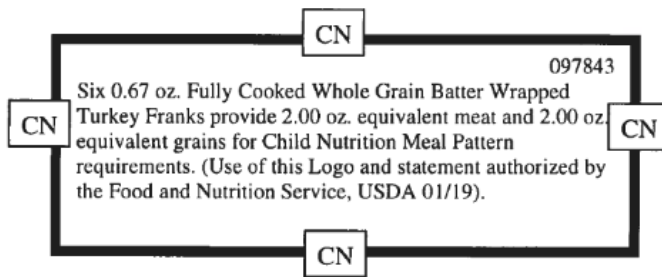 CN
097843
Six 0.67 oz. Fully Cooked Whole Grain Batter Wrapped
Turkey Franks provide 2.00 oz. equivalent meat and 2.00 oz.
CN
CN
equivalent grains for Child Nutrition Meal Pattern
requirements. (Use of this Logo and statement authorized by
the Food and Nutrition Service, USDA 01/19).
CN